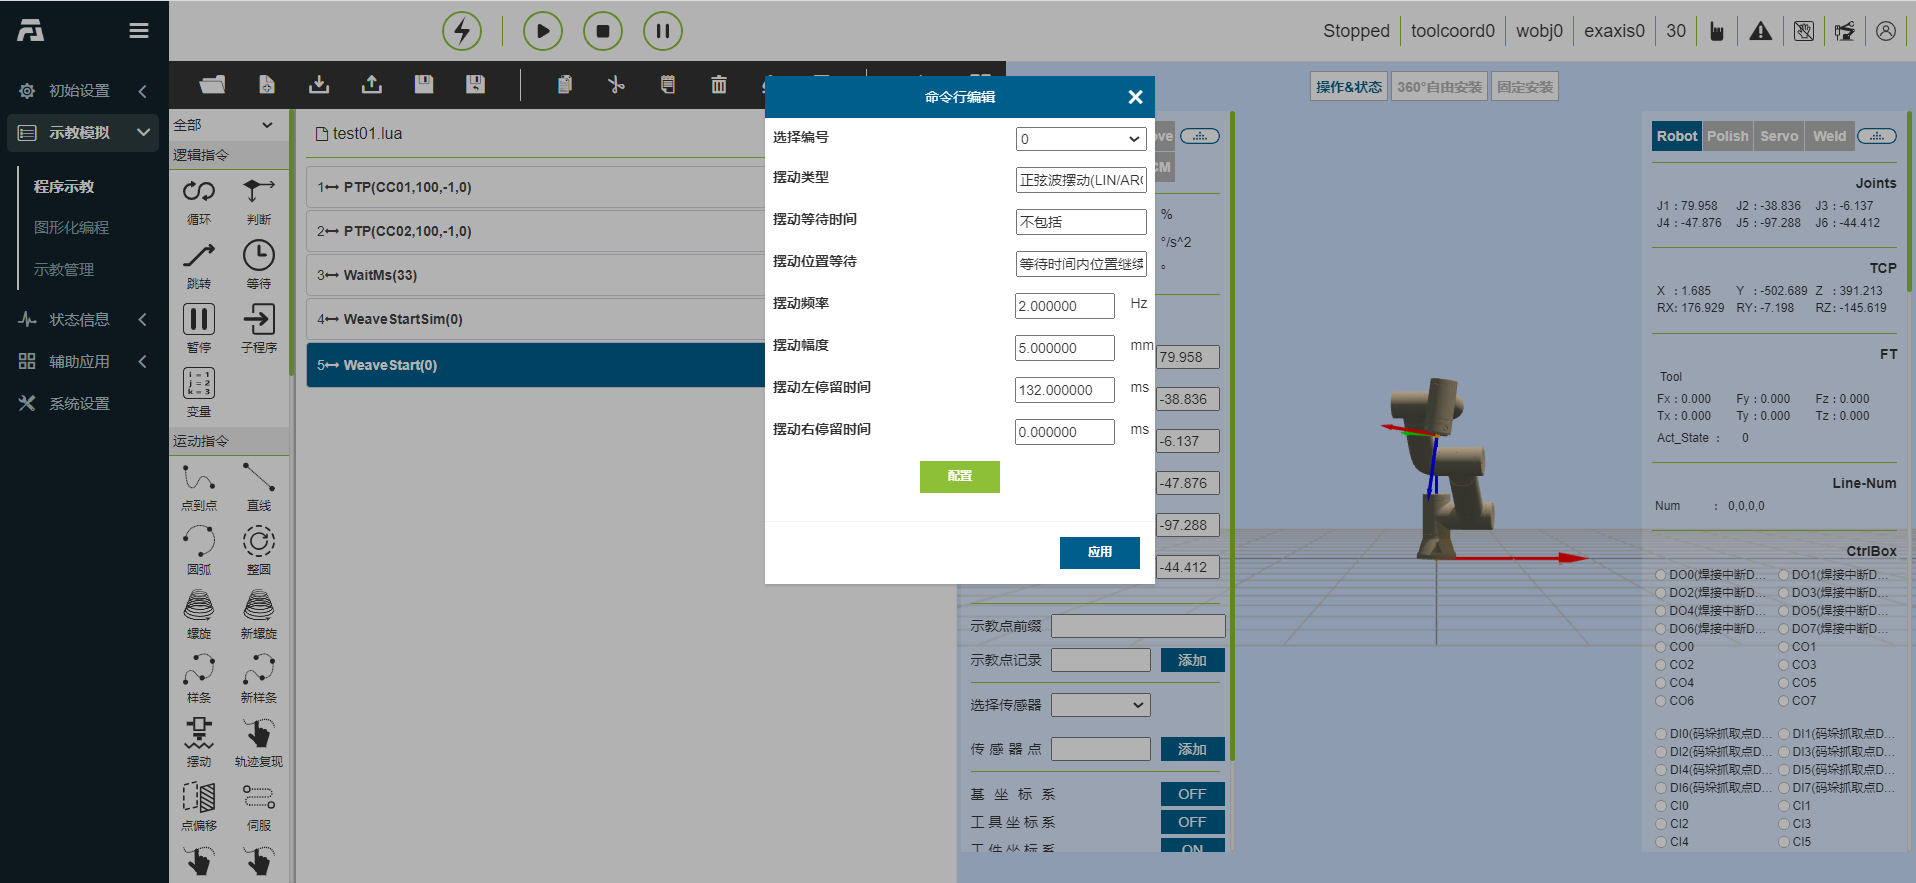 Stopped
toolcoord0
wobj0
exaxis0
30
初始设置
示教模拟
程序示教
图形化编程
示教管理
状态信息
辅助应用
系统设置
全部
逻辑指令
循环
判断
跳转
等待
暂停
子程序
i = 1
j = 2
k = 3
变量
运动指令
点到点
直线
圆弧
整圆
螺旋
新螺旋
样条
新样条
摆动
轨迹复现
点偏移
伺服
test01.lua
1 PTP(CC01,100,-1,0)
2 PTP(CC02,100,-1,0)
3 WaitMs(33)
4 WeaveStartSim(0)
5 WeaveStart(0)
命令行编辑
选择编号
0
摆动类型
正弦波摆动(LIN/ARC
摆动等待时间
不包括
摆动位置等待
等待时间内位置继续
摆动频率
2.000000
Hz
摆动幅度
5.000000
mm
摆动左停留时间
132.000000
ms
摆动右停留时间
0.000000
ms
配置
应用
ove
CM
%
°/s^2
°
79.958
-38.836
-6.137
-47.876
-97.288
-44.412
示教点前缀
示教点记录
添加
选择传感器
传感器点
添加
基坐标系
OFF
工具坐标系
OFF
工件坐标系
ON
操作&状态
360°自由安装
固定安装
Robot
Polish
Servo
Weld
Joints
J1 : 79.958 J2 : -38.836 J3 : -6.137
J4 : -47.876 J5 : -97.288 J6 : -44.412
TCP
X : 1.685 Y : -502.689 Z : 391.213
RX: 176.929 RY: -7.198 RZ: -145.619
FT
Tool
Fx : 0.000 Fy : 0.000 Fz : 0.000
Tx : 0.000 Ty : 0.000 Tz : 0.000
Act_State : 0
Line-Num
Num : 0,0,0,0
CtrlBox
DO0(焊接中断D... DO1(焊接中断D...
DO2(焊接中断D... DO3(焊接中断D...
DO4(焊接中断D... DO5(焊接中断D...
DO6(焊接中断D... DO7(焊接中断D...
CO0 CO1
CO2 CO3
CO4 CO5
CO6 CO7
DI0(码垛抓取点D... DI1(码垛抓取点D...
DI2(码垛抓取点D... DI3(码垛抓取点D...
DI4(码垛抓取点D... DI5(码垛抓取点D...
DI6(码垛抓取点D... DI7(码垛抓取点D...
CI0 CI1
CI2 CI3
CI4 CI5